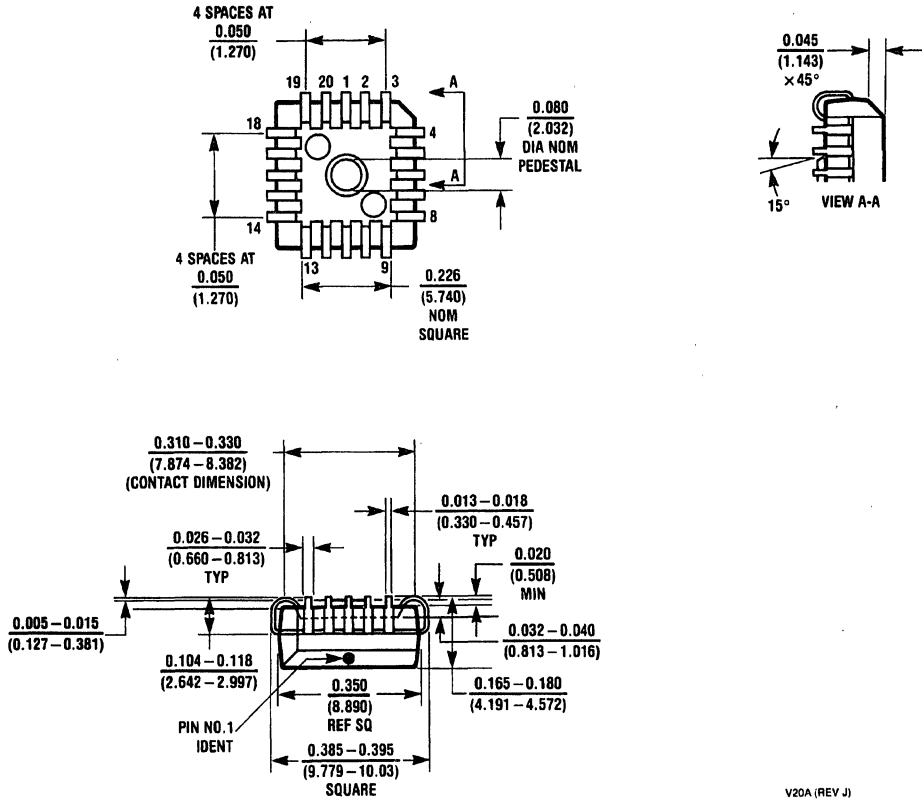 4 SPACES AT
0.050
(1.270)
19 20 1 2 3
A
18
4
0.080
(2.032)
DIA NOM
PEDESTAL
A
14
8
13
9
4 SPACES AT
0.050
(1.270)
0.226
(5.740)
NOM
SQUARE
0.045
(1.143)
×45°
15°
VIEW A-A
0.310–0.330
(7.874–8.382)
(CONTACT DIMENSION)
0.013–0.018
(0.330–0.457)
TYP
0.026–0.032
(0.660–0.813)
TYP
0.020
(0.508)
MIN
0.005–0.015
(0.127–0.381)
0.032–0.040
(0.813–1.016)
0.104–0.118
(2.642–2.997)
0.165–0.180
(4.191–4.572)
0.350
(8.890)
REF SQ
PIN NO.1
IDENT
0.385–0.395
(9.779–10.03)
SQUARE
V20A (REV J)